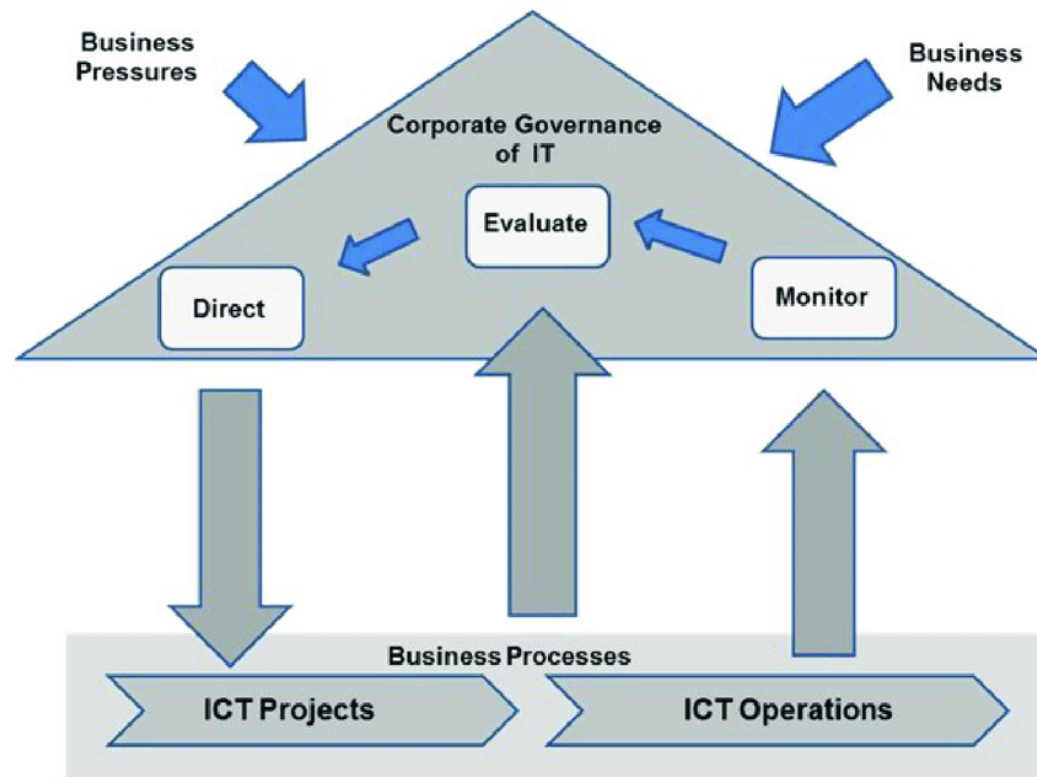 Business
Pressures
Business
Needs
Corporate Governance
of IT
Evaluate
Direct
Monitor
Business Processes
ICT Projects
ICT Operations